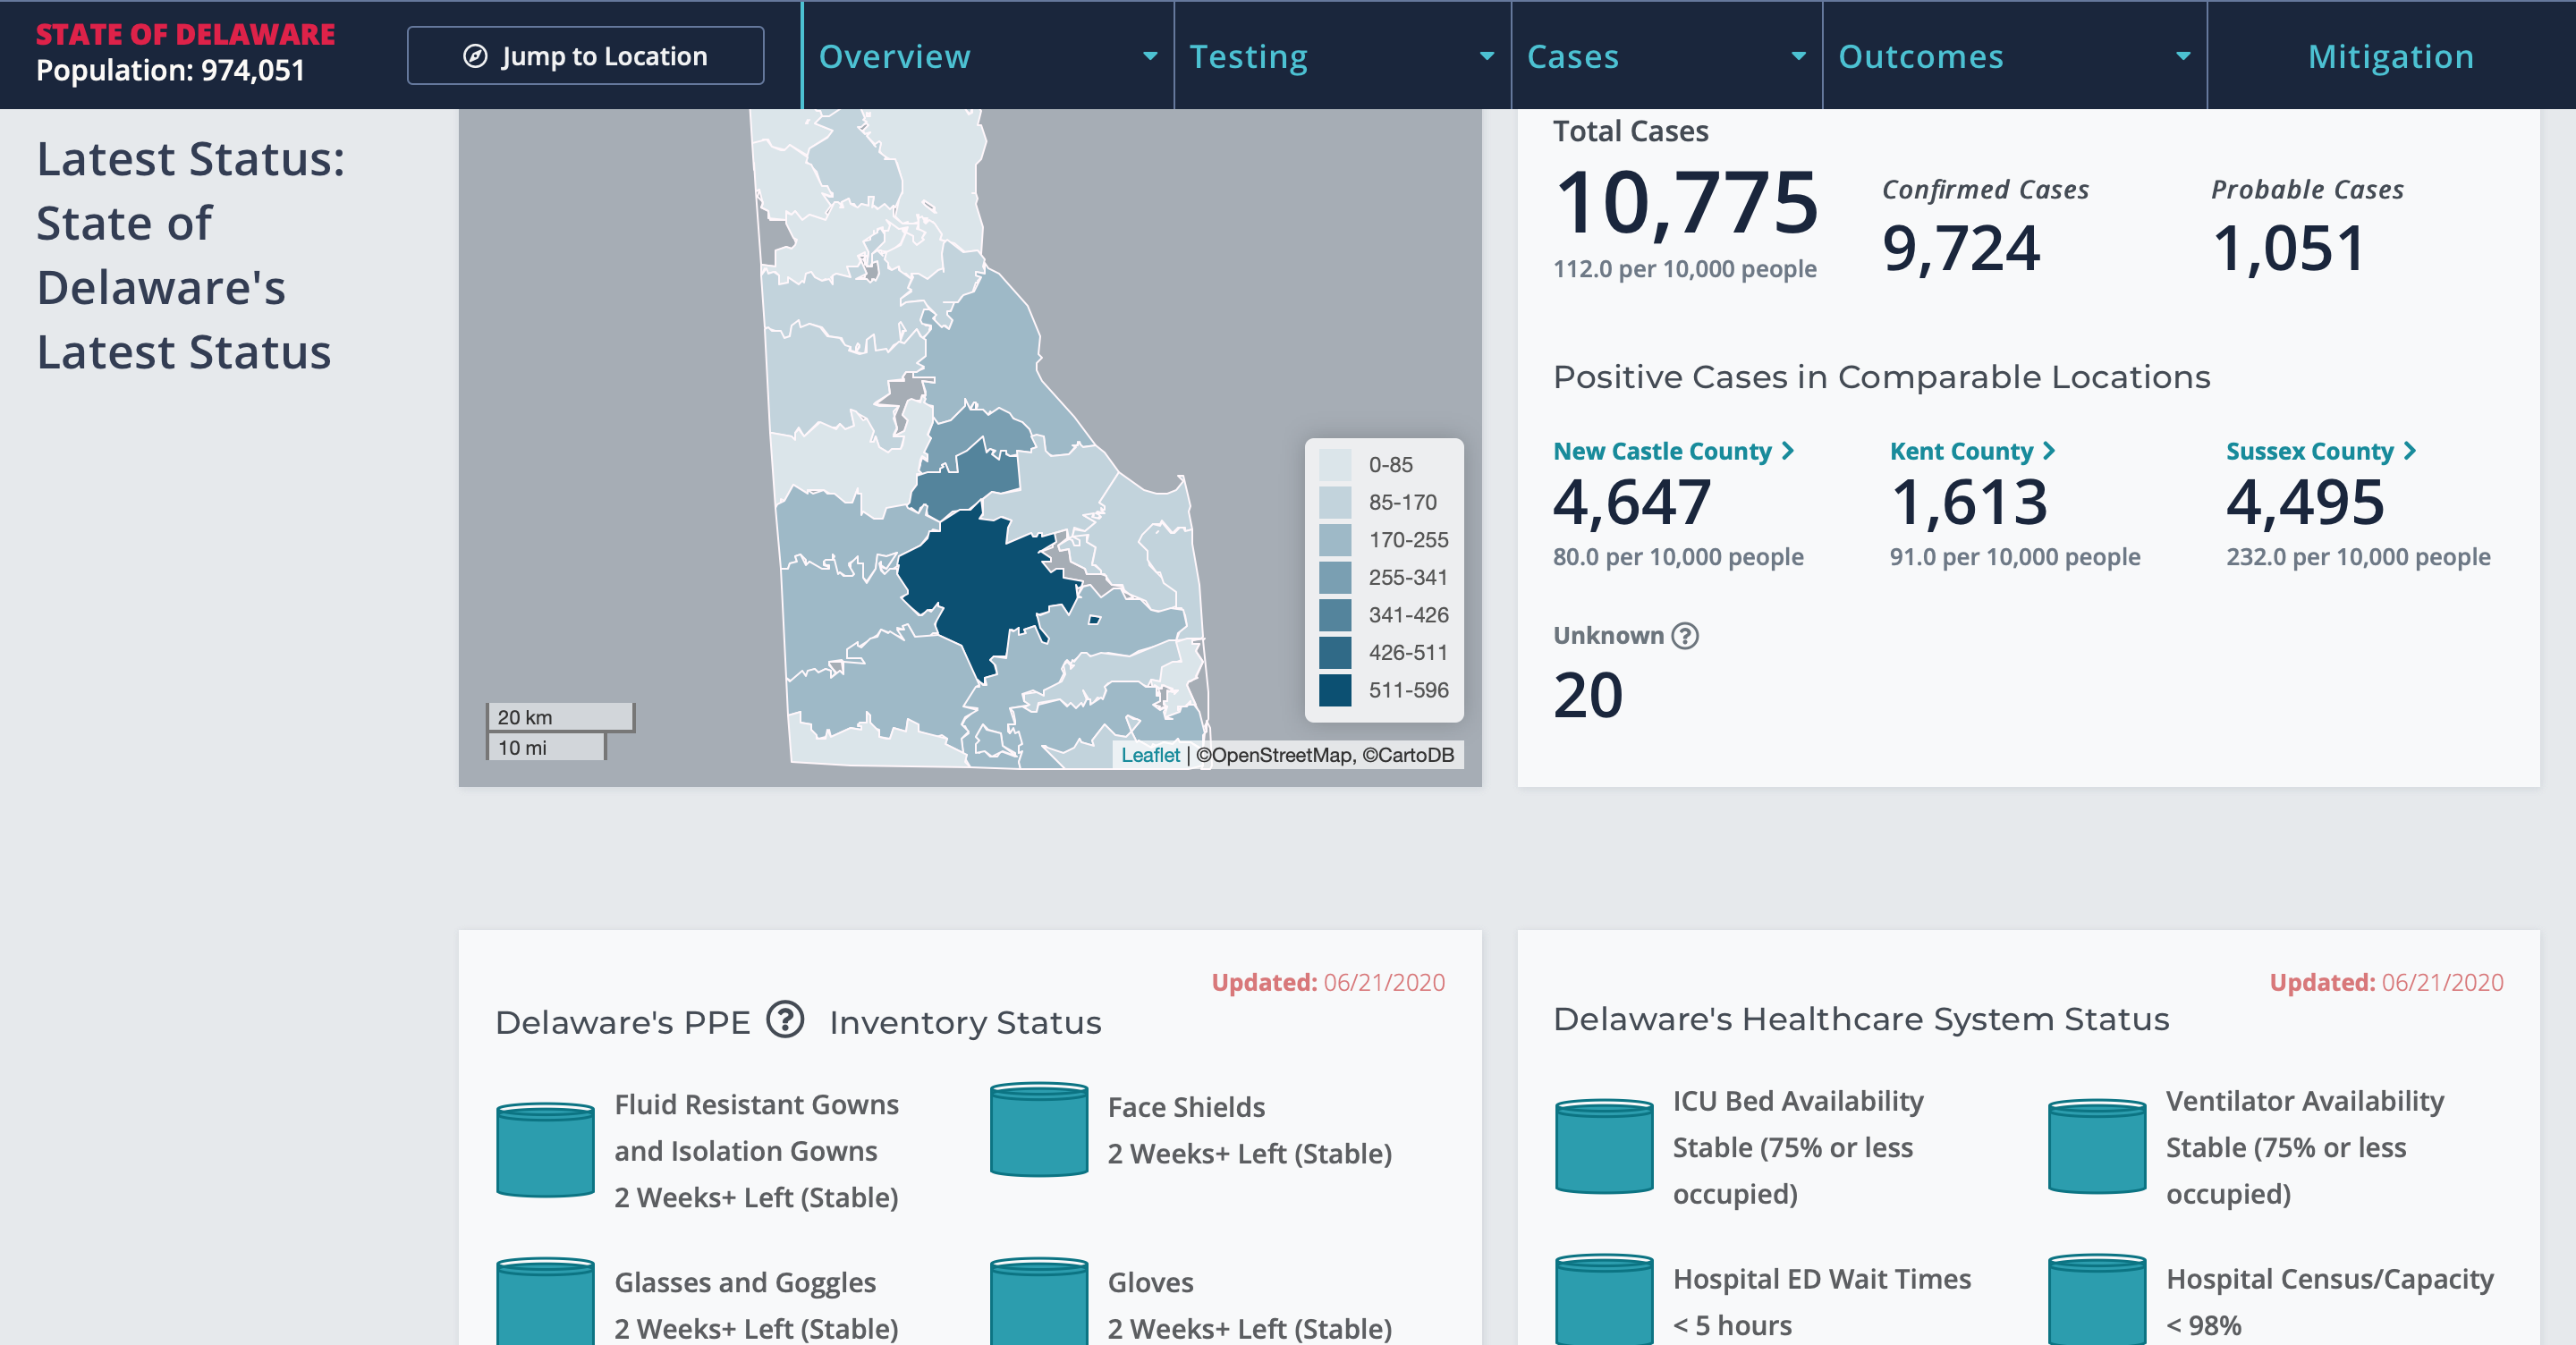 STATE OF DELAWARE
Population: 974,051
Jump to Location
Overview
Testing
Cases
Outcomes
Mitigation
Latest Status:
State of
Delaware's
Latest Status
0-85
85-170
170-255
255-341
341-426
426-511
511-596
20 km
10 mi
Leaflet | ©OpenStreetMap, ©CartoDB
Total Cases
10,775
112.0 per 10,000 people
Confirmed Cases
9,724
Probable Cases
1,051
Positive Cases in Comparable Locations
New Castle County
4,647
80.0 per 10,000 people
Kent County
1,613
91.0 per 10,000 people
Sussex County
4,495
232.0 per 10,000 people
Unknown ?
20
Updated: 06/21/2020
Delaware's PPE ? Inventory Status
Fluid Resistant Gowns
and Isolation Gowns
2 Weeks+ Left (Stable)
Face Shields
2 Weeks+ Left (Stable)
Glasses and Goggles
2 Weeks+ Left (Stable)
Gloves
2 Weeks+ Left (Stable)
Updated: 06/21/2020
Delaware's Healthcare System Status
ICU Bed Availability
Stable (75% or less
occupied)
Ventilator Availability
Stable (75% or less
occupied)
Hospital ED Wait Times
< 5 hours
Hospital Census/Capacity
< 98%